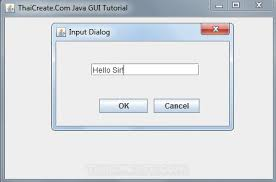 ThaiCreate.Com Java GUI Tutorial
Input Dialog
Hello Sir!
OK
Cancel